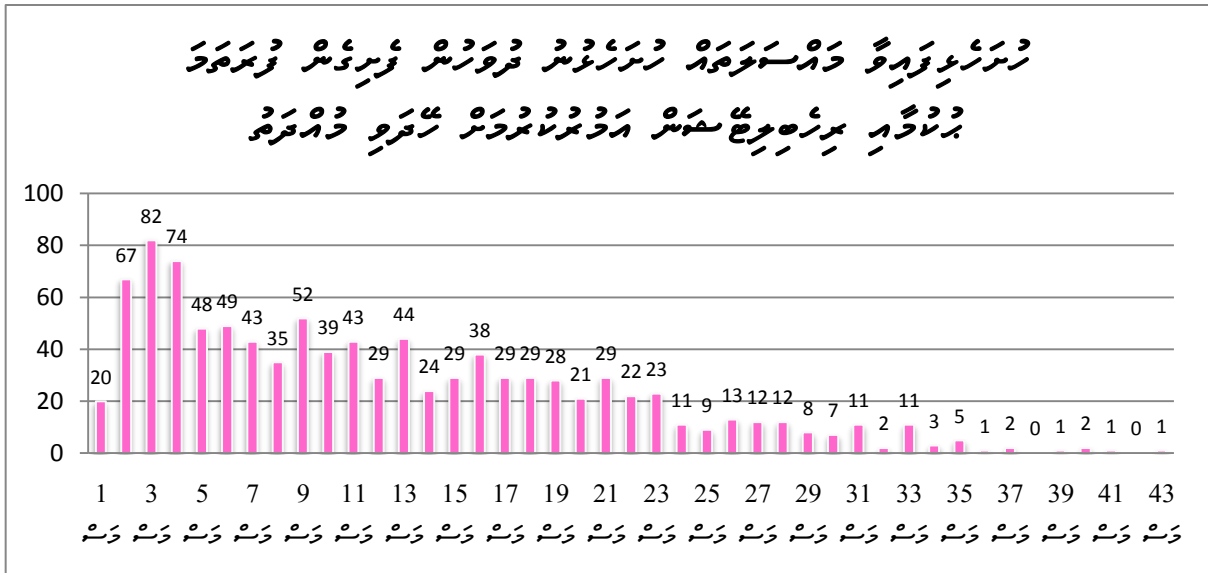 ހުށަހެޅިފައިވާ މައްސަލަތައް ހުށަހެޅުނު ދުވަހުން ފެށިގެން ފުރަތަމަ
ޙުކުމާއި ރިހެބިލިޓޭޝަން އަމުރުކުރުމަށް ހޭދަވި މުއްދަތު
100
80
60
40
20
0
20 67 82 74 48 49 43 35 52 39 43 29 44 24 29 38 29 29 28 21 29 22 23 11 9 13 12 12 8 7 11 2 11 3 5 1 2 0 1 2 1 0 1
1 3 5 7 9 11 13 15 17 19 21 23 25 27 29 31 33 35 37 39 41 43
މަސް މަސް މަސް މަސް މަސް މަސް މަސް މަސް މަސް މަސް މަސް މަސް މަސް މަސް މަސް މަސް މަސް މަސް މަސް މަސް މަސް މަސް